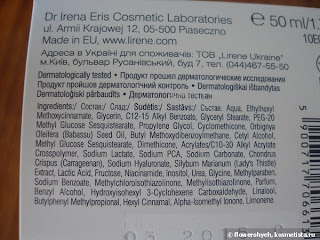 Dr Irena Eris Cosmetic Laboratories
ul. Armii Krajowej 12, 05-500 Piaseczno
Made in EU, www.lirene.com
e 50 ml/1.
Адреса в Україні для споживачів: ТОВ „Lirene Ukraine"
м.Київ, бульвар Русанівський, буд 7, тел. (044)467-55-50
Dermatologically tested • Продукт прошел дерматологические исследования
Продукт пройшов дерматологічний контроль • Dermatologiškai išbandytas
Dermatoloģiski pārbaudīts • Дерматологично тестван
Ingredients:/ Состав:/ Склад:/ Sudėtis:/ Sastāvs:/ Състав: Aqua, Ethylhexyl
Methoxycinnamate, Glycerin, C12-15 Alkyl Benzoate, Glyceryl Stearate, PEG-20
Methyl Glucose Sesquistearate, Propylene Glycol, Cyclomethicone, Orbignya
Oleifera (Babassu) Seed Oil, Butyl Methoxydibenzoylmethane, Cetyl Alcohol,
Methyl Glucose Sesquistearate, Dimethicone, Acrylates/C10-30 Alkyl Acrylate
Crosspolymer, Sodium Lactate, Sodium PCA, Sodium Carbonate, Chondrus
Crispus (Carrageenan), Sodium Hyaluronate, Silybum Marianum (Lady's Thistle)
Extract, Lactic Acid, Fructose, Niacinamide, Inositol, Urea, Glycine, Methylparaben,
Sodium Benzoate, Methylchloroisothiazolinone, Methylisothiazolinone, Parfum,
Benzyl Alcohol, Hydroxyisohexyl 3-Cyclohexene Carboxaldehyde, Linalool,
Butylphenyl Methylpropional, Hexyl Cinnamal, Alpha-Isomethyl Ionone
© flowerohyeh, kosmetista.ru